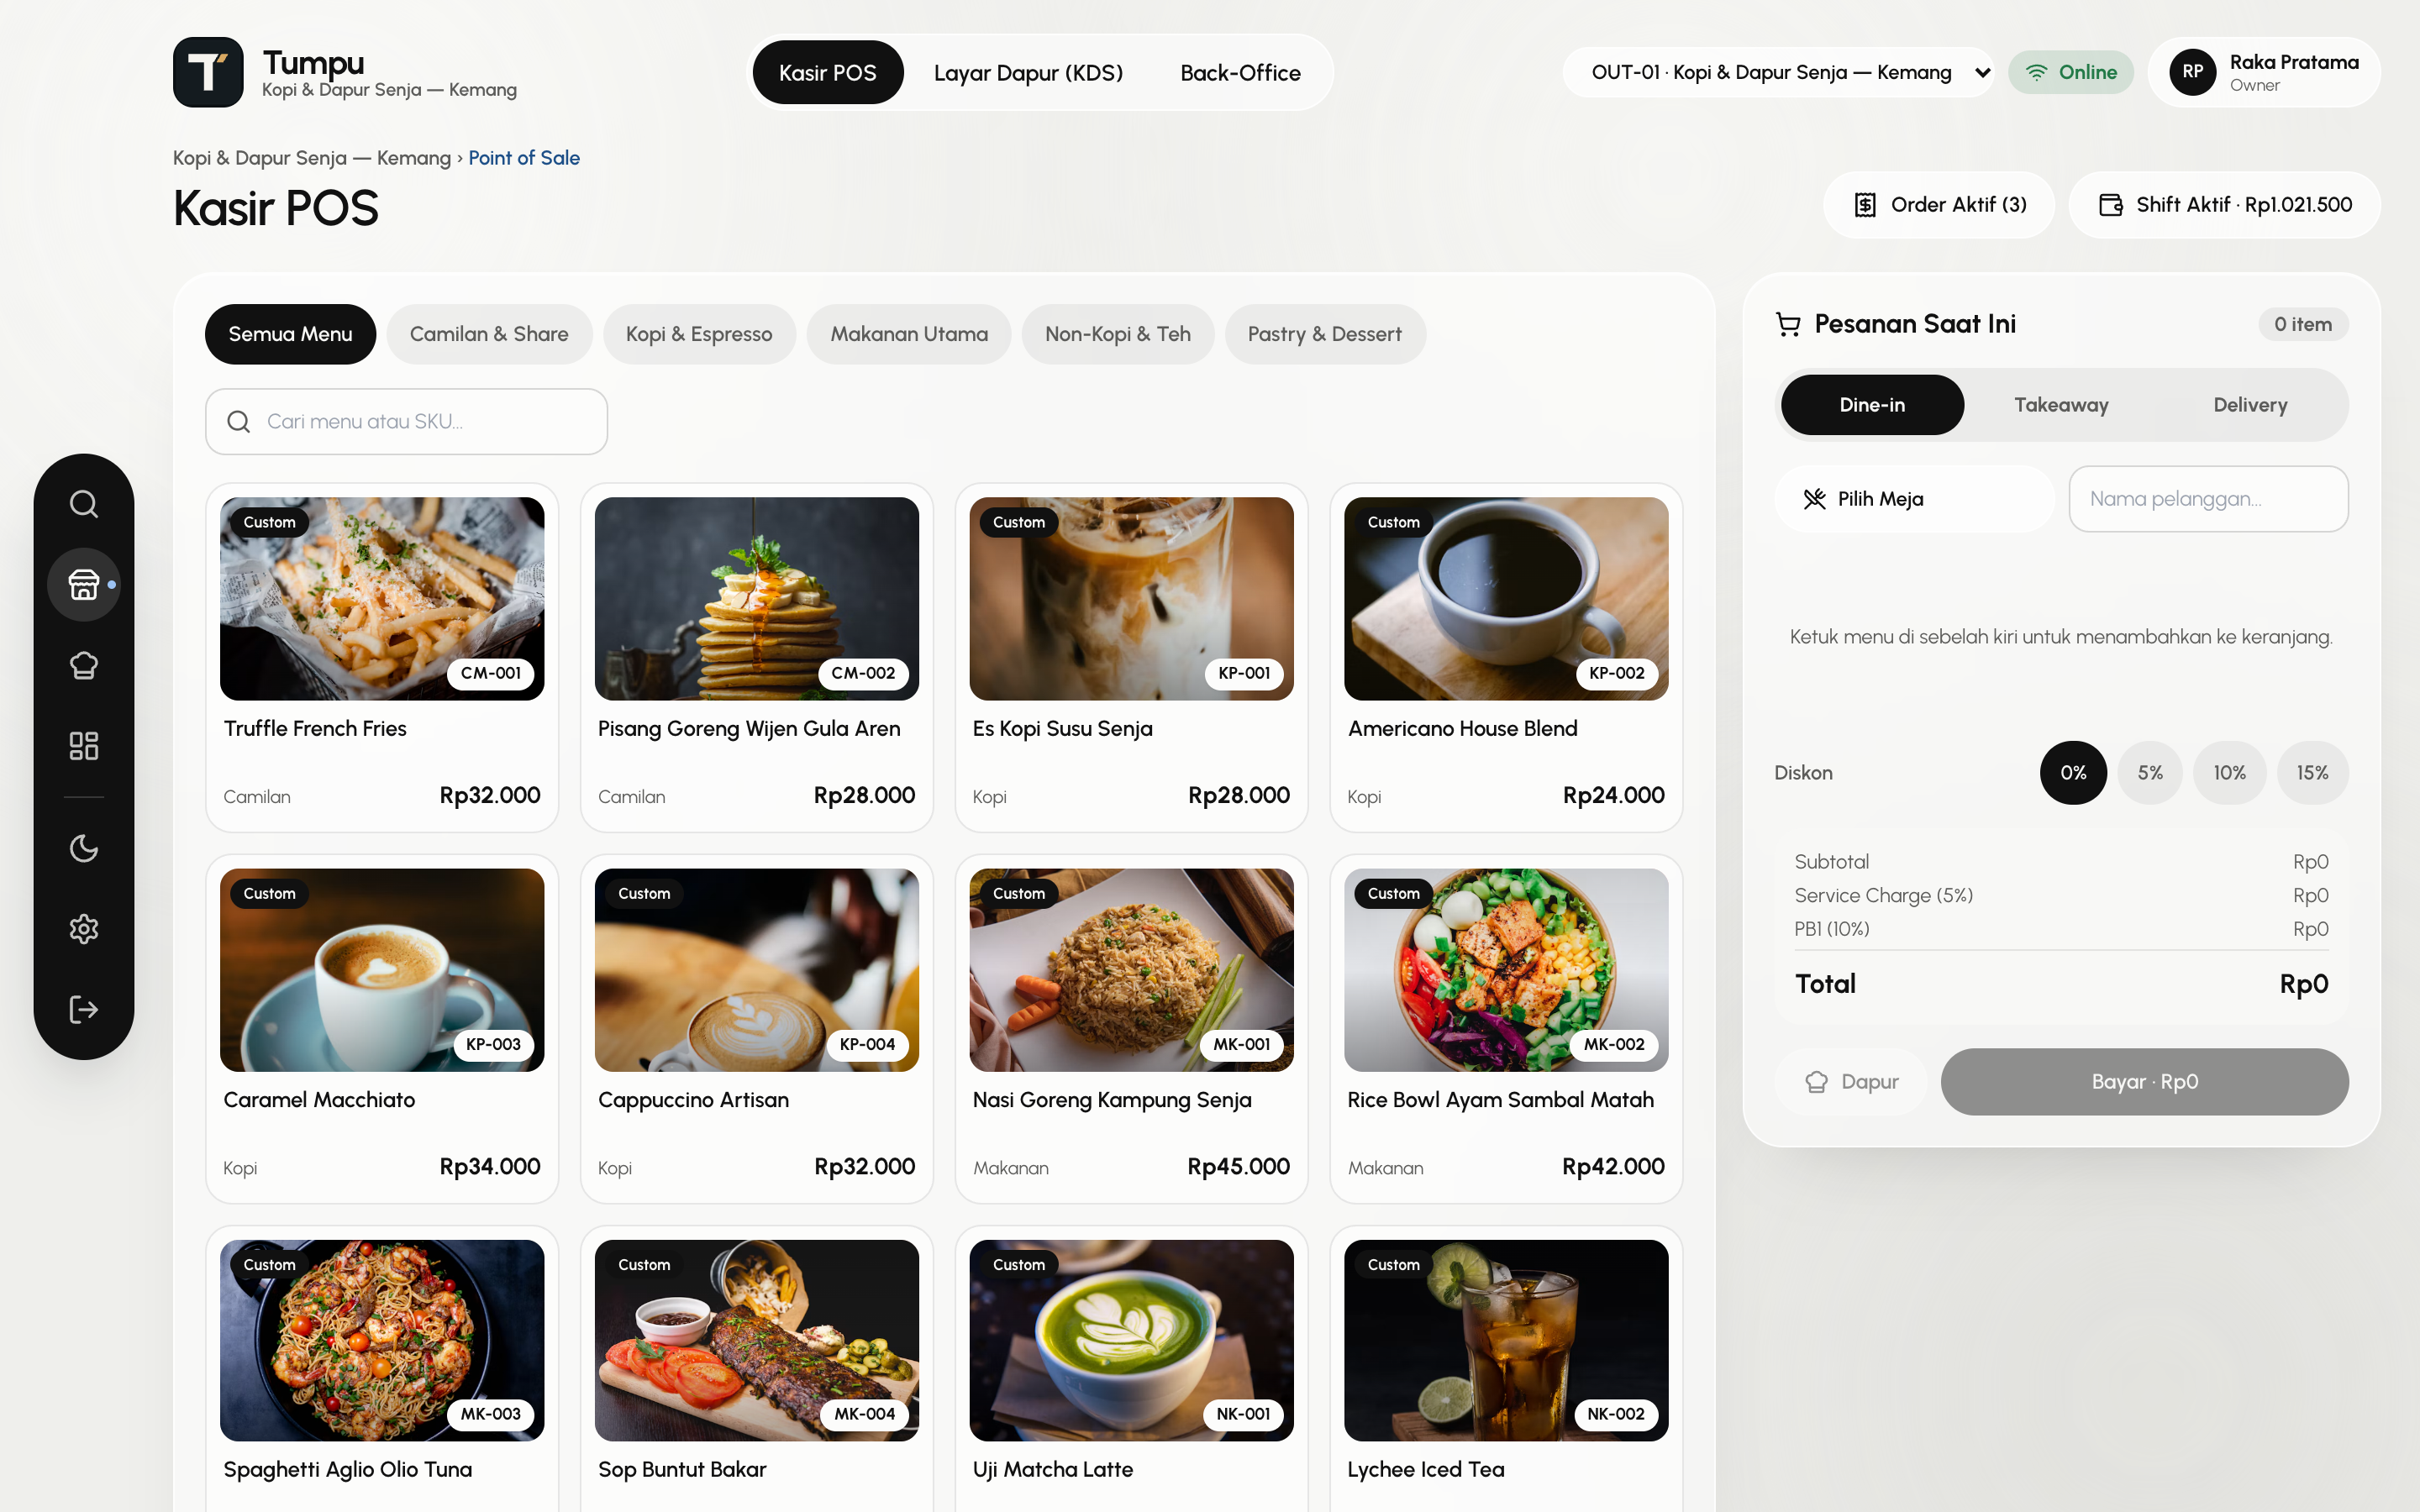 Tumpu
Kopi & Dapur Senja — Kemang
Kasir POS
Layar Dapur (KDS)
Back-Office
OUT-01 · Kopi & Dapur Senja — Kemang
Online
RP
Raka Pratama
Owner
Kopi & Dapur Senja — Kemang › Point of Sale
Kasir POS
Order Aktif (3)
Shift Aktif · Rp1.021.500
Semua Menu
Camilan & Share
Kopi & Espresso
Makanan Utama
Non-Kopi & Teh
Pastry & Dessert
Cari menu atau SKU...
Custom
CM-001
Truffle French Fries
Camilan
Rp32.000
CM-002
Pisang Goreng Wijen Gula Aren
Camilan
Rp28.000
Custom
KP-001
Es Kopi Susu Senja
Kopi
Rp28.000
Custom
KP-002
Americano House Blend
Kopi
Rp24.000
Custom
KP-003
Caramel Macchiato
Kopi
Rp34.000
Custom
KP-004
Cappuccino Artisan
Kopi
Rp32.000
Custom
MK-001
Nasi Goreng Kampung Senja
Makanan
Rp45.000
Custom
MK-002
Rice Bowl Ayam Sambal Matah
Makanan
Rp42.000
Custom
MK-003
Spaghetti Aglio Olio Tuna
Custom
MK-004
Sop Buntut Bakar
Custom
NK-001
Uji Matcha Latte
Custom
NK-002
Lychee Iced Tea
Pesanan Saat Ini
0 item
Dine-in
Takeaway
Delivery
Pilih Meja
Nama pelanggan...
Ketuk menu di sebelah kiri untuk menambahkan ke keranjang.
Diskon
0%
5%
10%
15%
Subtotal
Rp0
Service Charge (5%)
Rp0
PB1 (10%)
Rp0
Total
Rp0
Dapur
Bayar · Rp0